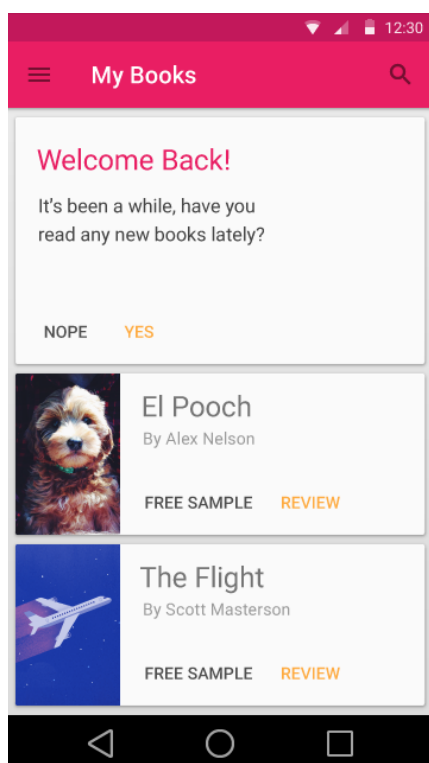 12:30
My Books
Welcome Back!
It's been a while, have you
read any new books lately?
NOPE YES
El Pooch
By Alex Nelson
FREE SAMPLE REVIEW
The Flight
By Scott Masterson
FREE SAMPLE REVIEW